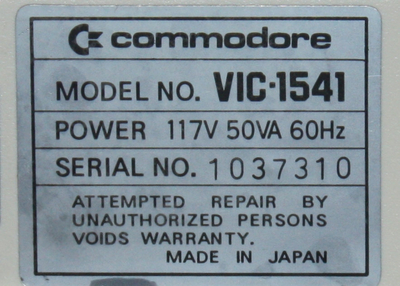 commodore
MODEL NO. VIC-1541
POWER 117V 50VA 60Hz
SERIAL NO. 1037310
ATTEMPTED REPAIR BY
UNAUTHORIZED PERSONS
VOIDS WARRANTY.
MADE IN JAPAN